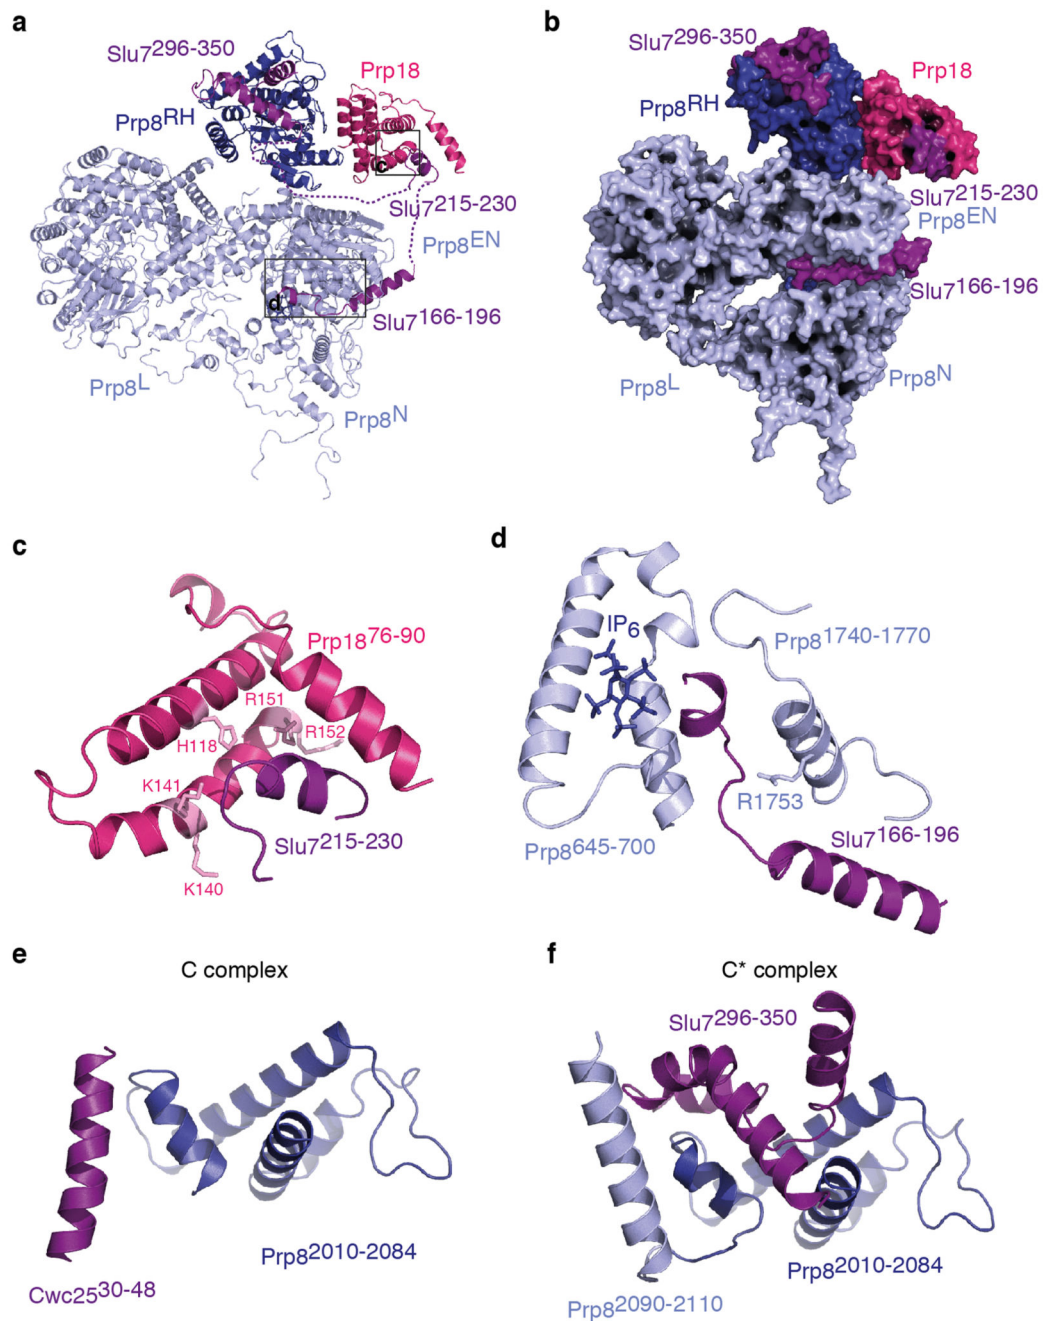 a
Slu7296-350
Prp18
Prp8RH
c
Slu7215-230
Prp8EN
d
Slu7166-196
Prp8L
Prp8N
b
Slu7296-350
Prp18
Prp8RH
Slu7215-230
Prp8EN
Slu7166-196
Prp8L
Prp8N
c
Prp1876-90
R151
R152
H118
K141
Slu7215-230
K140
d
IP6
Prp81740-1770
R1753
Prp8645-700
Slu7166-196
e
C complex
Prp82010-2084
Cwc2530-48
f
C* complex
Slu7296-350
Prp82010-2084
Prp82090-2110